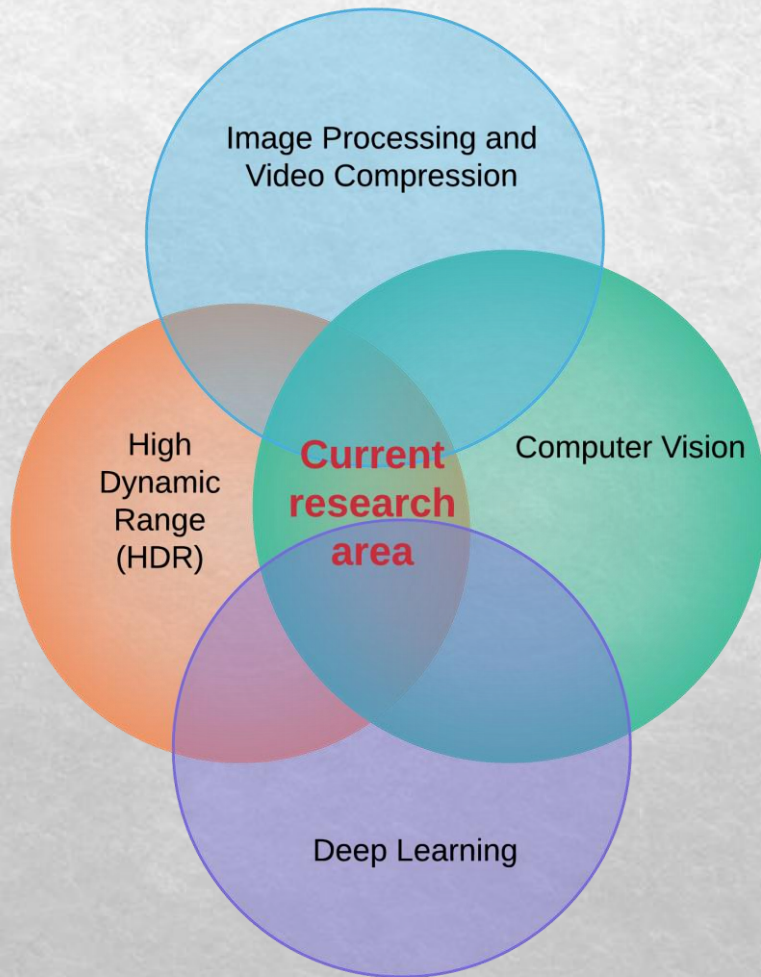 Image Processing and
Video Compression
High
Dynamic
Range
(HDR)
Current
research
area
Computer Vision
Deep Learning